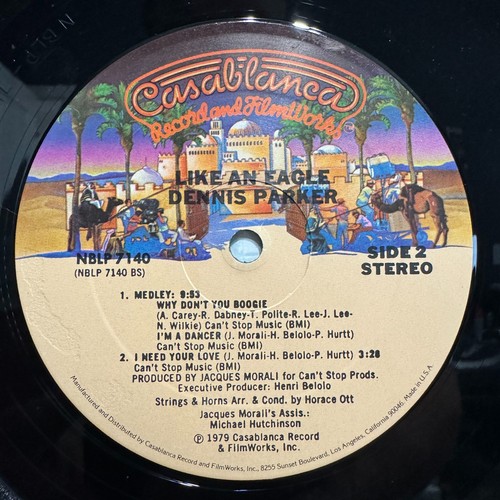 Casablanca
Record and FilmWorks
LIKE AN EAGLE
DENNIS PARKER
NBLP 7140
(NBLP 7140 BS)
SIDE 2
STEREO
1. MEDLEY: 9:53
WHY DON'T YOU BOOGIE
(A. Carey-R. Dabney-T. Polite-R. Lee-J. Lee-
N. Wilkie) Can't Stop Music (BMI)
I'M A DANCER (J. Morali-H. Belolo-P. Hurtt)
Can't Stop Music (BMI)
2. I NEED YOUR LOVE (J. Morali-H. Belolo-P. Hurtt) 3:28
Can't Stop Music (BMI)
PRODUCED BY JACQUES MORALI for Can't Stop Prods.
Executive Producer: Henri Belolo
Strings & Horns Arr. & Cond. by Horace Ott
Jacques Morali's Assis.:
Michael Hutchinson
℗ © 1979 Casablanca Record
& FilmWorks, Inc.
Manufactured and Distributed by Casablanca Record and FilmWorks, Inc., 8255 Sunset Boulevard, Los Angeles, California 90046. Made in U.S.A.